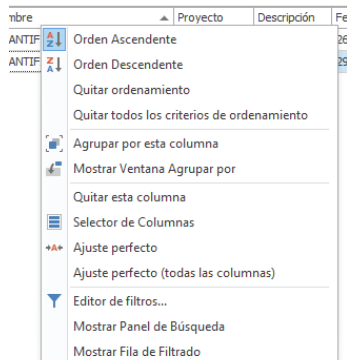 mbre Proyecto Descripción Fe
ANTIF Orden Ascendente 26
ANTIF Orden Descendente 29
Quitar ordenamiento
Quitar todos los criterios de ordenamiento
Agrupar por esta columna
Mostrar Ventana Agrupar por
Quitar esta columna
Selector de Columnas
Ajuste perfecto
Ajuste perfecto (todas las columnas)
Editor de filtros...
Mostrar Panel de Búsqueda
Mostrar Fila de Filtrado